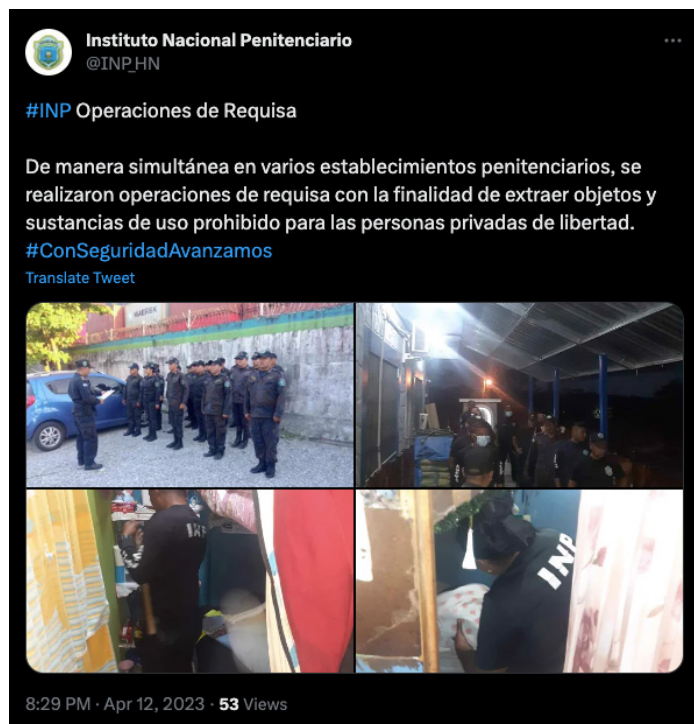 Instituto Nacional Penitenciario
@INP_HN
#INP Operaciones de Requisa
De manera simultánea en varios establecimientos penitenciarios, se
realizaron operaciones de requisa con la finalidad de extraer objetos y
sustancias de uso prohibido para las personas privadas de libertad.
#ConSeguridadAvanzamos
Translate Tweet
MAERSK
INP
INP
8:29 PM · Apr 12, 2023 · 53 Views